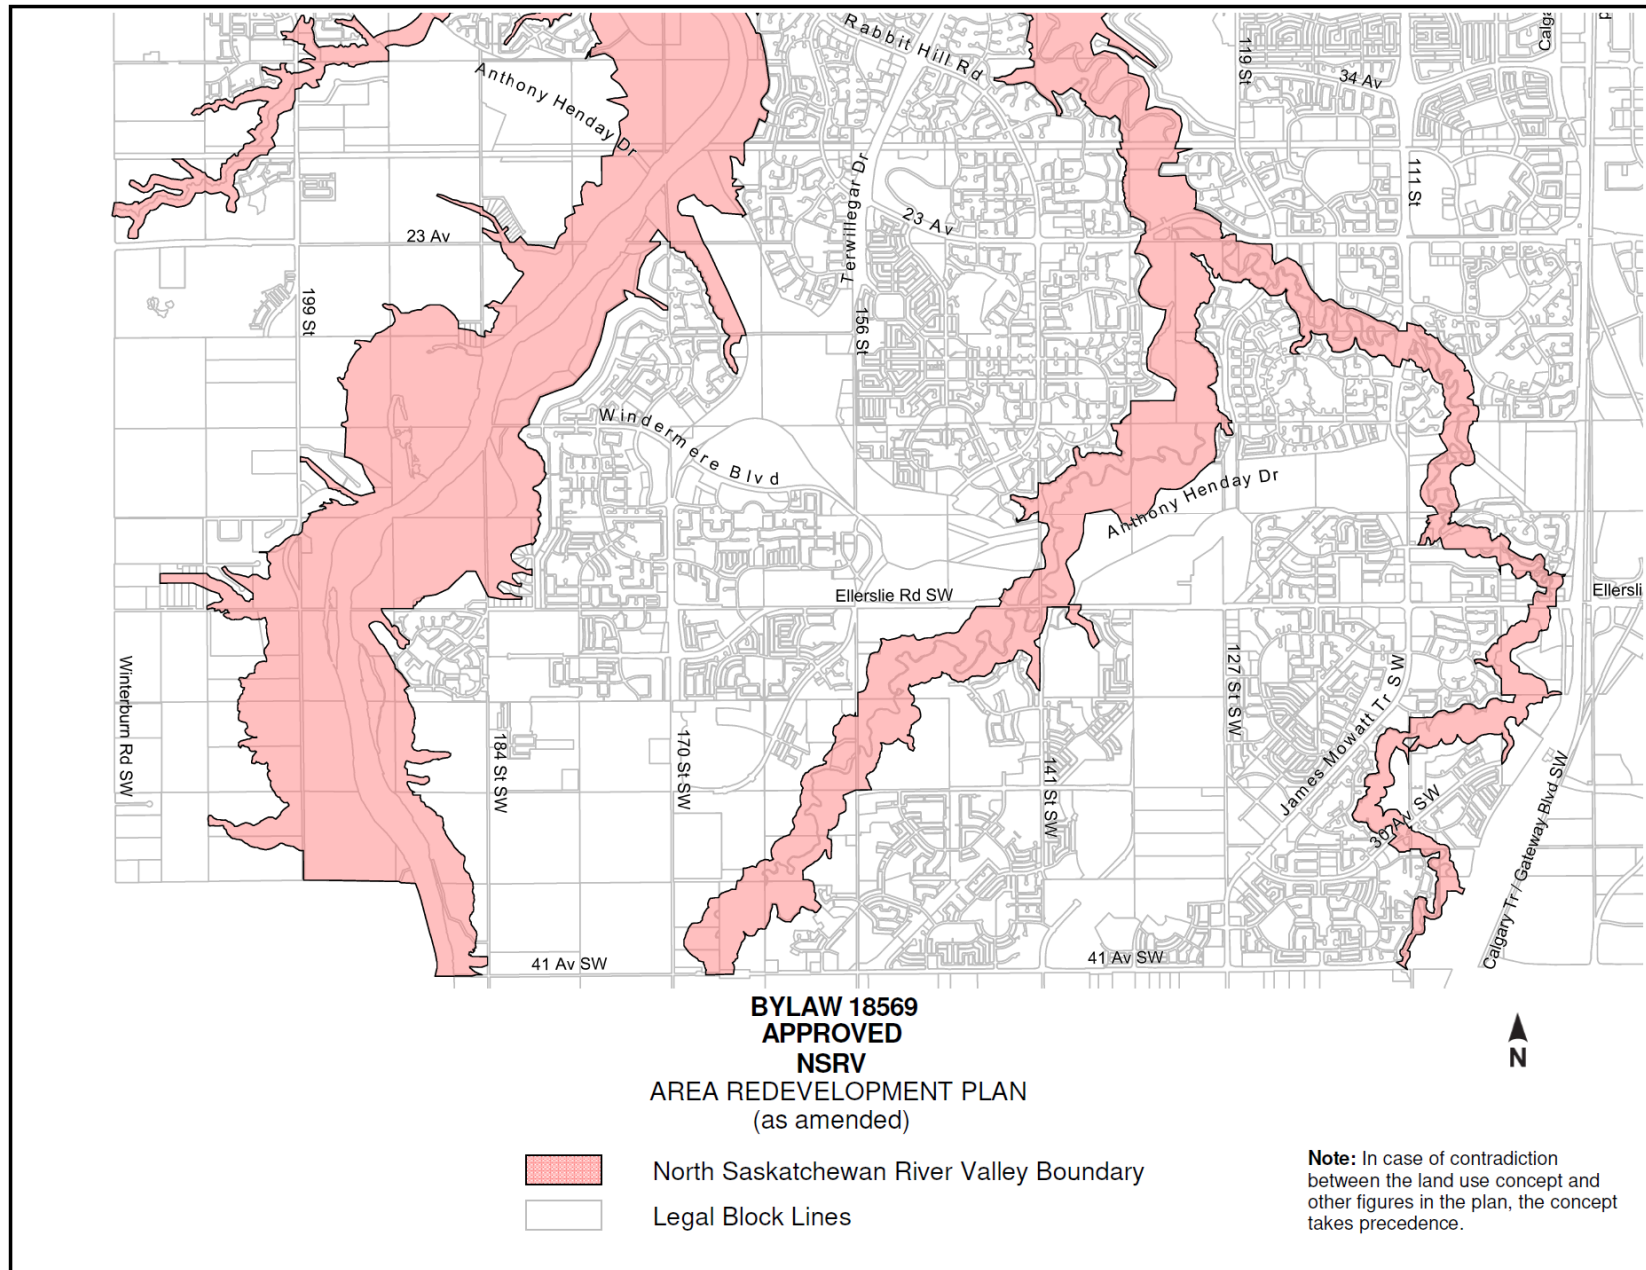 Rabbit Hill Rd
Calga
d
119 St
34 Av
Anthony Henday Dr
Terwillegar Dr
111 St
23 Av
23 Av
199 St
156 St
Windermere Blvd
Anthony Henday Dr
Ellerslie Rd SW
Ellersli
Winterburn Rd SW
127 St SW
James Mowatt Tr SW
184 St SW
170 St SW
141 St SW
30 Av SW
Calgary Tr / Gateway Blvd SW
41 Av SW
41 Av SW
BYLAW 18569
APPROVED
NSRV
AREA REDEVELOPMENT PLAN
(as amended)
N
North Saskatchewan River Valley Boundary
Legal Block Lines
Note: In case of contradiction
between the land use concept and
other figures in the plan, the concept
takes precedence.